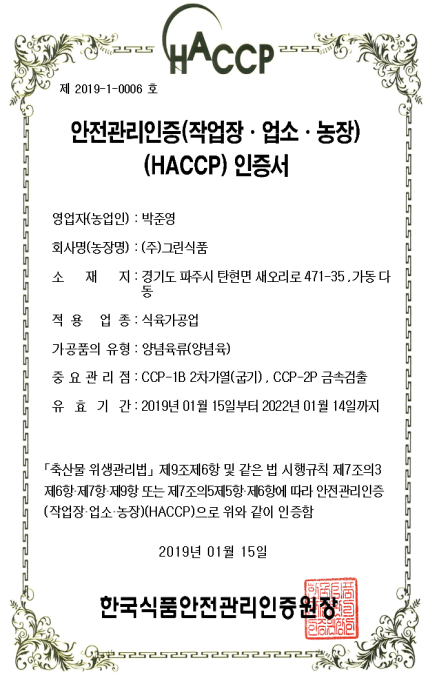 HACCP
제 2019-1-0006 호
안전관리인증(작업장 · 업소 · 농장)
(HACCP) 인증서
영업자(농업인) : 박준영
회사명(농장명) : (주)그린식품
소 재 지 : 경기도 파주시 탄현면 새오리로 471-35 , 가동 다
동
적 용 업 종 : 식육가공업
가공품의 유형 : 양념육류(양념육)
중 요 관 리 점 : CCP-1B 2차가열(굽기) , CCP-2P 금속검출
유 효 기 간 : 2019년 01월 15일부터 2022년 01월 14일까지
「축산물 위생관리법」 제9조제6항 및 같은 법 시행규칙 제7조의3
제6항·제7항·제9항 또는 제7조의5제5항·제6항에 따라 안전관리인증
(작업장·업소·농장)(HACCP)으로 위와 같이 인증함
2019년 01월 15일
한국식품안전관리인증원장